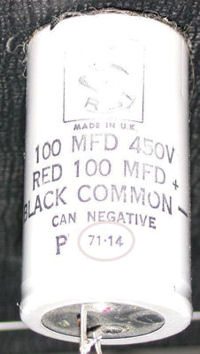 MADE IN U.K.
100 MFD 450V
RED 100 MFD +
BLACK COMMON —
CAN NEGATIVE
P 71-14